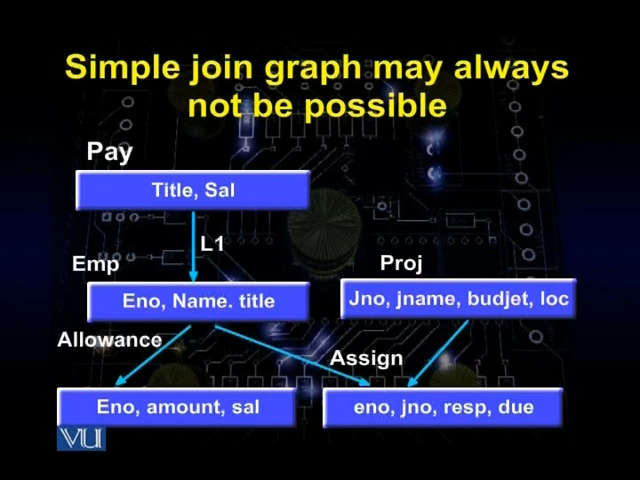 Simple join graph may always
not be possible
Pay
Title, Sal
L1
Emp
Proj
Eno, Name. title
Jno, jname, budjet, loc
Allowance
Assign
Eno, amount, sal
eno, jno, resp, due
VU